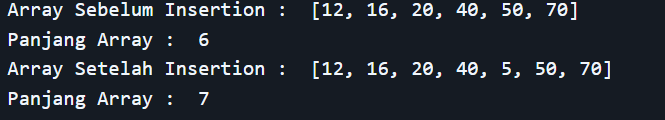 Array Sebelum Insertion :  [12, 16, 20, 40, 50, 70]
Panjang Array :  6
Array Setelah Insertion :  [12, 16, 20, 40, 5, 50, 70]
Panjang Array :  7